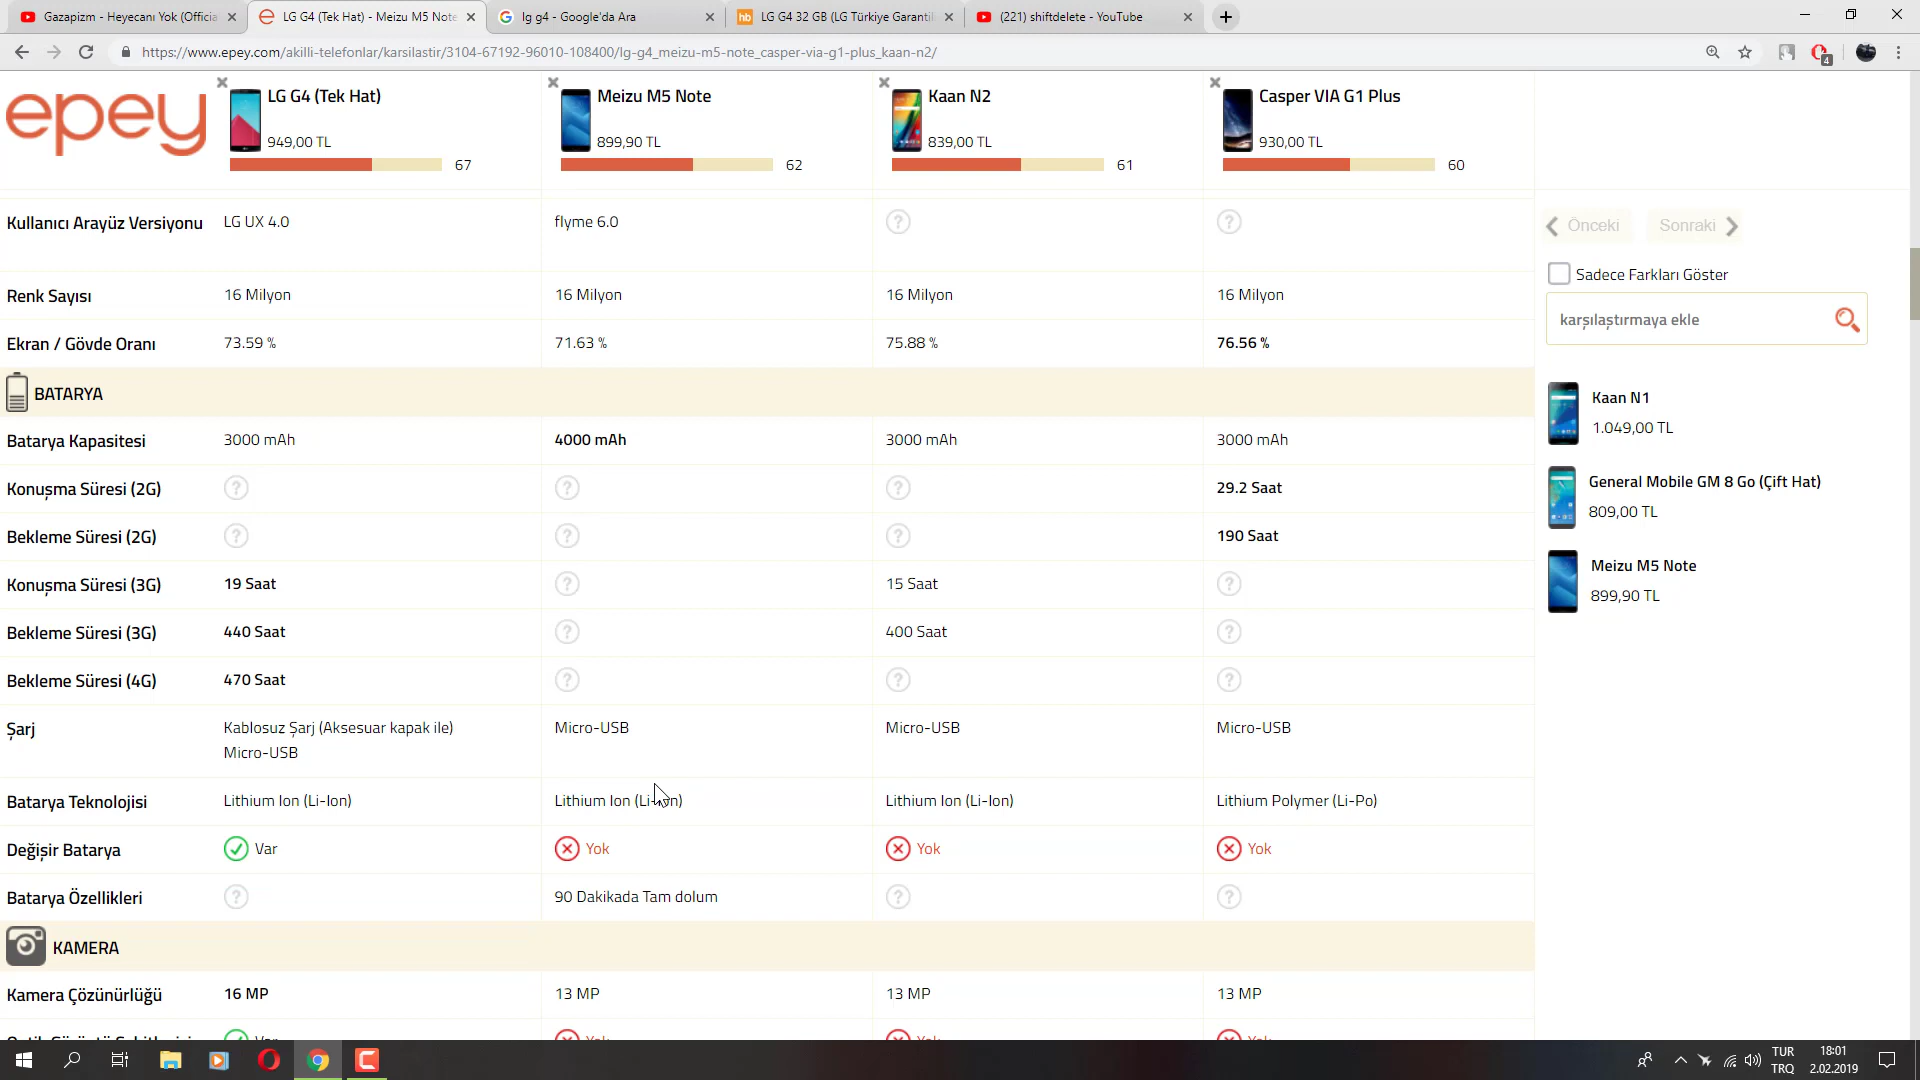 Gazapizm - Heyecanı Yok (Officia
LG G4 (Tek Hat) - Meizu M5 Note
lg g4 - Google'da Ara
hb LG G4 32 GB (LG Türkiye Garantili
(221) shiftdelete - YouTube
https://www.epey.com/akilli-telefonlar/karsilastir/3104-67192-96010-108400/lg-g4_meizu-m5-note_casper-via-g1-plus_kaan-n2/
4
epey
LG G4 (Tek Hat)
949,00 TL
67
Meizu M5 Note
899,90 TL
62
Kaan N2
839,00 TL
61
Casper VIA G1 Plus
930,00 TL
60
Kullanıcı Arayüz Versiyonu LG UX 4.0 flyme 6.0 ? ?
Renk Sayısı 16 Milyon 16 Milyon 16 Milyon 16 Milyon
Ekran / Gövde Oranı 73.59 % 71.63 % 75.88 % 76.56 %
BATARYA
Batarya Kapasitesi 3000 mAh 4000 mAh 3000 mAh 3000 mAh
Konuşma Süresi (2G) ? ? ? 29.2 Saat
Bekleme Süresi (2G) ? ? ? 190 Saat
Konuşma Süresi (3G) 19 Saat ? 15 Saat ?
Bekleme Süresi (3G) 440 Saat ? 400 Saat ?
Bekleme Süresi (4G) 470 Saat ? ? ?
Şarj Kablosuz Şarj (Aksesuar kapak ile) Micro-USB Micro-USB Micro-USB
Micro-USB
Batarya Teknolojisi Lithium Ion (Li-Ion) Lithium Ion (Li-Ion) Lithium Ion (Li-Ion) Lithium Polymer (Li-Po)
Değişir Batarya Var Yok Yok Yok
Batarya Özellikleri ? 90 Dakikada Tam dolum ? ?
KAMERA
Kamera Çözünürlüğü 16 MP 13 MP 13 MP 13 MP
Önceki Sonraki
Sadece Farkları Göster
karşılaştırmaya ekle
Kaan N1
1.049,00 TL
General Mobile GM 8 Go (Çift Hat)
809,00 TL
Meizu M5 Note
899,90 TL
TUR
TRQ
18:01
2.02.2019